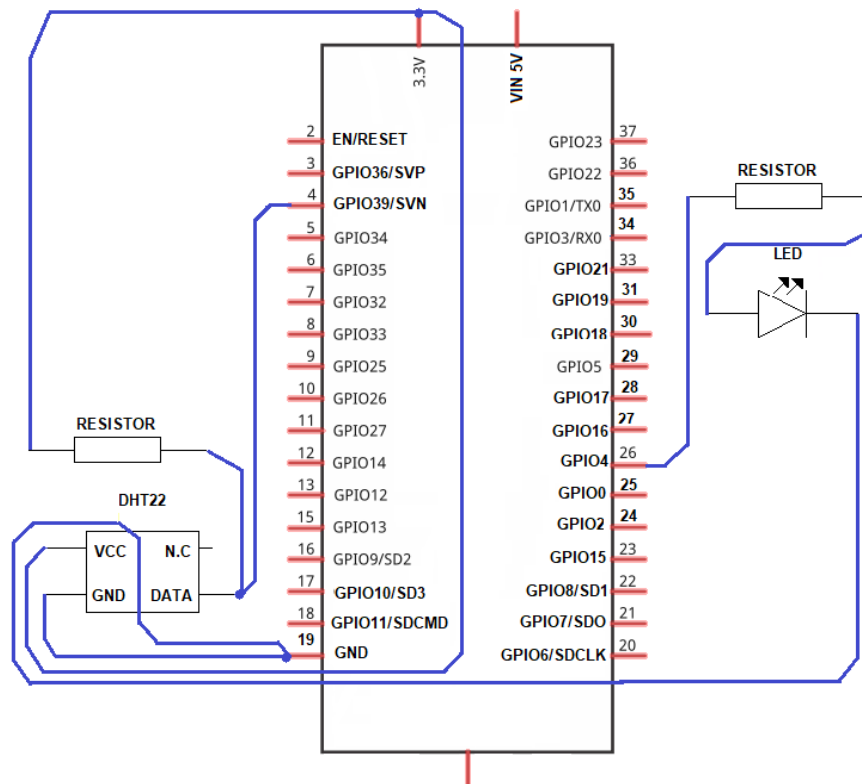 3.3V
VIN 5V
2 EN/RESET
3 GPIO36/SVP
4 GPIO39/SVN
5 GPIO34
6 GPIO35
7 GPIO32
8 GPIO33
9 GPIO25
10 GPIO26
11 GPIO27
12 GPIO14
13 GPIO12
15 GPIO13
16 GPIO9/SD2
17 GPIO10/SD3
18 GPIO11/SDCMD
19 GND
GPIO23 37
GPIO22 36
GPIO1/TX0 35
GPIO3/RX0 34
GPIO21 33
GPIO19 31
GPIO18 30
GPIO5 29
GPIO17 28
GPIO16 27
GPIO4 26
GPIO0 25
GPIO2 24
GPIO15 23
GPIO8/SD1 22
GPIO7/SDO 21
GPIO6/SDCLK 20
RESISTOR
LED
RESISTOR
DHT22
VCC N.C
GND DATA